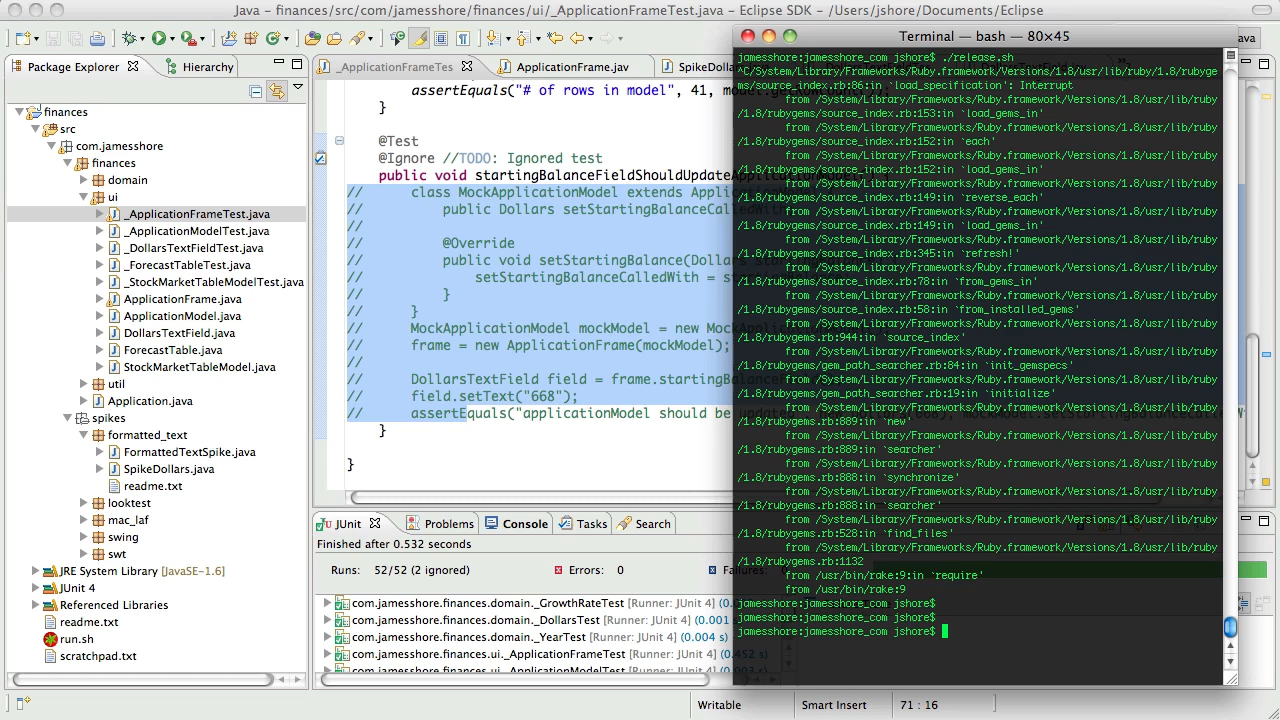 Java – finances/src/com/jamesshore/finances/ui/_ApplicationFrameTest.java – Eclipse SDK – /Users/jshore/Documents/Eclipse
Java
Package Explorer
Hierarchy
finances
src
com.jamesshore
finances
domain
ui
_ApplicationFrameTest.java
_ApplicationModelTest.java
_DollarsTextFieldTest.java
_ForecastTableTest.java
_StockMarketTableModelTest.java
ApplicationFrame.java
ApplicationModel.java
DollarsTextField.java
ForecastTable.java
StockMarketTableModel.java
util
Application.java
spikes
formatted_text
FormattedTextSpike.java
SpikeDollars.java
readme.txt
looktest
mac_laf
swing
swt
JRE System Library [JavaSE-1.6]
JUnit 4
Referenced Libraries
readme.txt
run.sh
scratchpad.txt
_ApplicationFrameTes
ApplicationFrame.java
SpikeDolla
assertEquals("# of rows in model", 41, model.getRowCount());
}
@Test
@Ignore //TODO: Ignored test
public void startingBalanceFieldShouldUpdateApplicationModel() {
// class MockApplicationModel extends Application
// public Dollars setStartingBalanceCalledWith
//
// @Override
// public void setStartingBalance(Dollars
// setStartingBalanceCalledWith =
// }
// }
// MockApplicationModel mockModel = new MockAppli
// frame = new ApplicationFrame(mockModel);
//
// DollarsTextField field = frame.startingBalance
// field.setText("668");
// assertEquals("applicationModel should be updated
}
}
JUnit
Problems
Console
Tasks
Search
Finished after 0.532 seconds
Runs: 52/52 (2 ignored)
Errors: 0
Failures:
com.jamesshore.finances.domain._GrowthRateTest [Runner: JUnit 4] (0.
com.jamesshore.finances.domain._DollarsTest [Runner: JUnit 4] (0.001 s
com.jamesshore.finances.domain._YearTest [Runner: JUnit 4] (0.004 s)
com.jamesshore.finances.ui._ApplicationFrameTest [Runner: JUnit 4] (0.452 s)
com.jamesshore.finances.ui._ApplicationModelTest [Runner: JUnit 4] (0.003 s)
Writable
Smart Insert
71 : 16
Terminal — bash — 80×45
jamesshore:jamesshore_com jshore$ ./release.sh
^C/System/Library/Frameworks/Ruby.framework/Versions/1.8/usr/lib/ruby/1.8/rubyge
ms/source_index.rb:86:in `load_specification': Interrupt
from /System/Library/Frameworks/Ruby.framework/Versions/1.8/usr/lib/ruby
/1.8/rubygems/source_index.rb:153:in `load_gems_in'
from /System/Library/Frameworks/Ruby.framework/Versions/1.8/usr/lib/ruby
/1.8/rubygems/source_index.rb:152:in `each'
from /System/Library/Frameworks/Ruby.framework/Versions/1.8/usr/lib/ruby
/1.8/rubygems/source_index.rb:152:in `load_gems_in'
from /System/Library/Frameworks/Ruby.framework/Versions/1.8/usr/lib/ruby
/1.8/rubygems/source_index.rb:149:in `reverse_each'
from /System/Library/Frameworks/Ruby.framework/Versions/1.8/usr/lib/ruby
/1.8/rubygems/source_index.rb:149:in `load_gems_in'
from /System/Library/Frameworks/Ruby.framework/Versions/1.8/usr/lib/ruby
/1.8/rubygems/source_index.rb:345:in `refresh!'
from /System/Library/Frameworks/Ruby.framework/Versions/1.8/usr/lib/ruby
/1.8/rubygems/source_index.rb:78:in `from_gems_in'
from /System/Library/Frameworks/Ruby.framework/Versions/1.8/usr/lib/ruby
/1.8/rubygems/source_index.rb:58:in `from_installed_gems'
from /System/Library/Frameworks/Ruby.framework/Versions/1.8/usr/lib/ruby
/1.8/rubygems.rb:944:in `source_index'
from /System/Library/Frameworks/Ruby.framework/Versions/1.8/usr/lib/ruby
/1.8/rubygems/gem_path_searcher.rb:84:in `init_gemspecs'
from /System/Library/Frameworks/Ruby.framework/Versions/1.8/usr/lib/ruby
/1.8/rubygems/gem_path_searcher.rb:19:in `initialize'
from /System/Library/Frameworks/Ruby.framework/Versions/1.8/usr/lib/ruby
/1.8/rubygems.rb:889:in `new'
from /System/Library/Frameworks/Ruby.framework/Versions/1.8/usr/lib/ruby
/1.8/rubygems.rb:889:in `searcher'
from /System/Library/Frameworks/Ruby.framework/Versions/1.8/usr/lib/ruby
/1.8/rubygems.rb:888:in `synchronize'
from /System/Library/Frameworks/Ruby.framework/Versions/1.8/usr/lib/ruby
/1.8/rubygems.rb:888:in `searcher'
from /System/Library/Frameworks/Ruby.framework/Versions/1.8/usr/lib/ruby
/1.8/rubygems.rb:528:in `find_files'
from /System/Library/Frameworks/Ruby.framework/Versions/1.8/usr/lib/ruby
/1.8/rubygems.rb:1132
from /usr/bin/rake:9:in `require'
from /usr/bin/rake:9
jamesshore:jamesshore_com jshore$
jamesshore:jamesshore_com jshore$
jamesshore:jamesshore_com jshore$